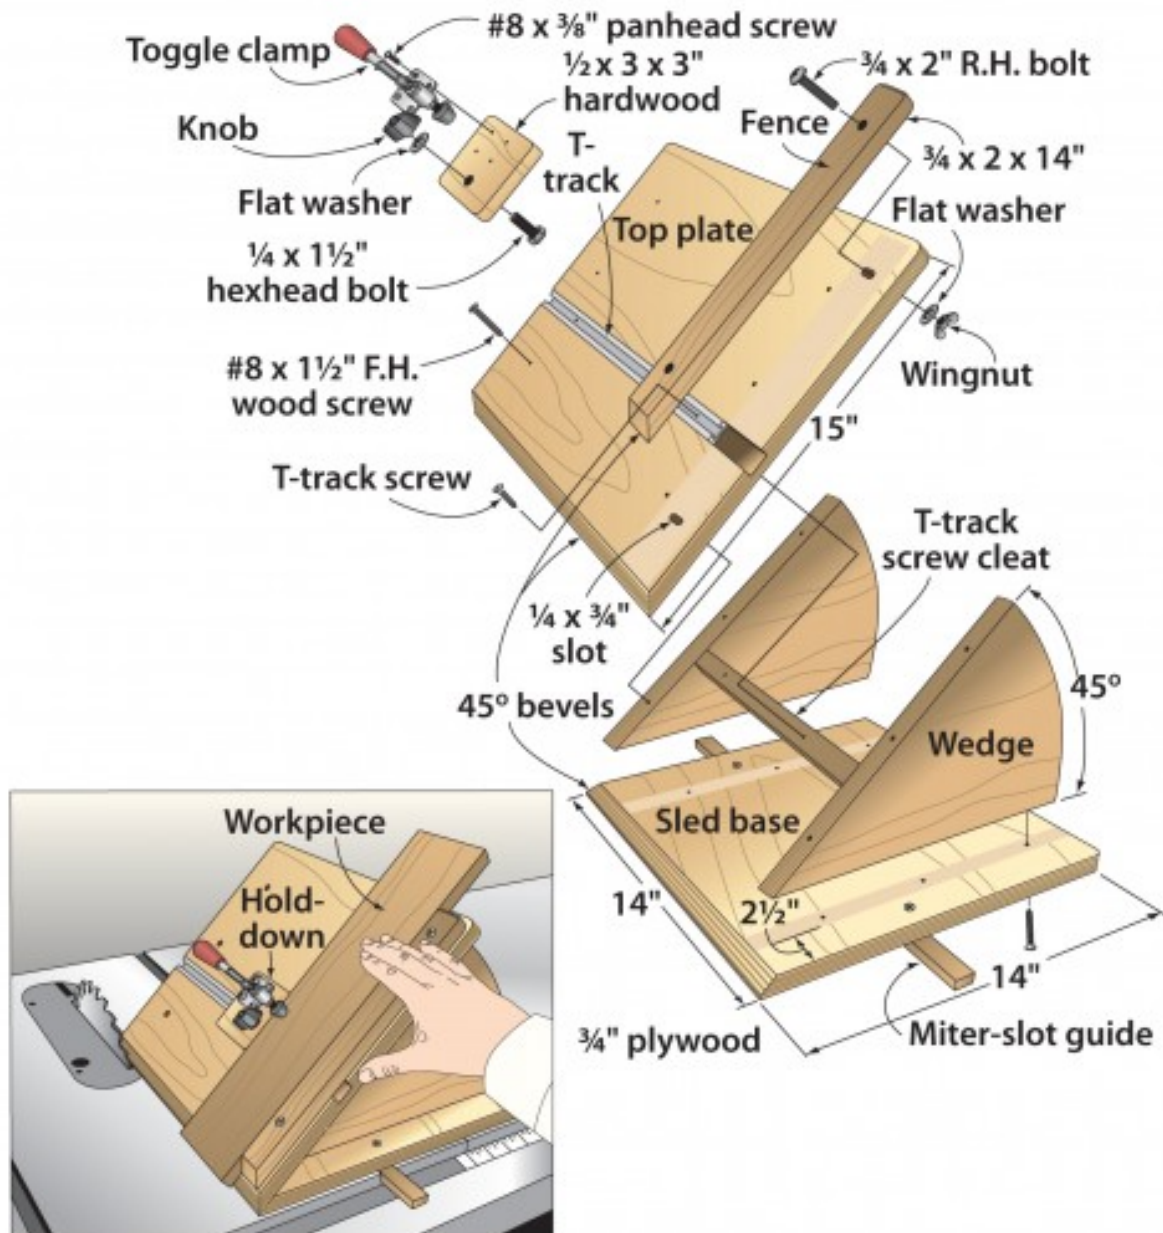 #8 x ⅜" panhead screw
Toggle clamp
½ x 3 x 3"
hardwood
¾ x 2" R.H. bolt
Knob
Fence
T-
track
¾ x 2 x 14"
Flat washer
Top plate
Flat washer
¼ x 1½"
hexhead bolt
#8 x 1½" F.H.
wood screw
Wingnut
15"
T-track screw
T-track
screw cleat
¼ x ¾"
slot
45º bevels
45º
Wedge
Sled base
Workpiece
Hold-
down
14"
2½"
14"
¾" plywood
Miter-slot guide